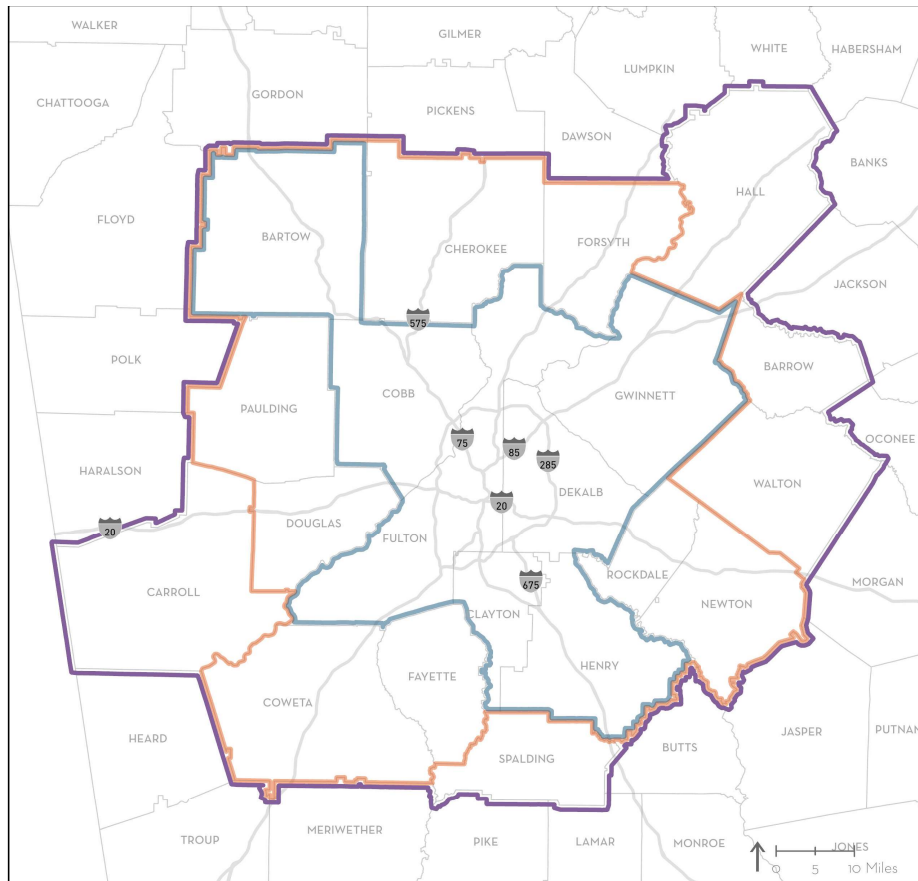 WALKER
GILMER
WHITE
HABERSHAM
LUMPKIN
CHATTOOGA
GORDON
PICKENS
DAWSON
BANKS
HALL
FLOYD
BARTOW
CHEROKEE
FORSYTH
JACKSON
575
POLK
BARROW
PAULDING
COBB
GWINNETT
75
85
285
OCONEE
HARALSON
WALTON
DEKALB
20
20
DOUGLAS
FULTON
ROCKDALE
675
MORGAN
CARROLL
CLAYTON
NEWTON
HENRY
FAYETTE
COWETA
HEARD
JASPER
PUTNAM
BUTTS
SPALDING
TROUP
MERIWETHER
PIKE
LAMAR
MONROE
JONES
0 5 10 Miles